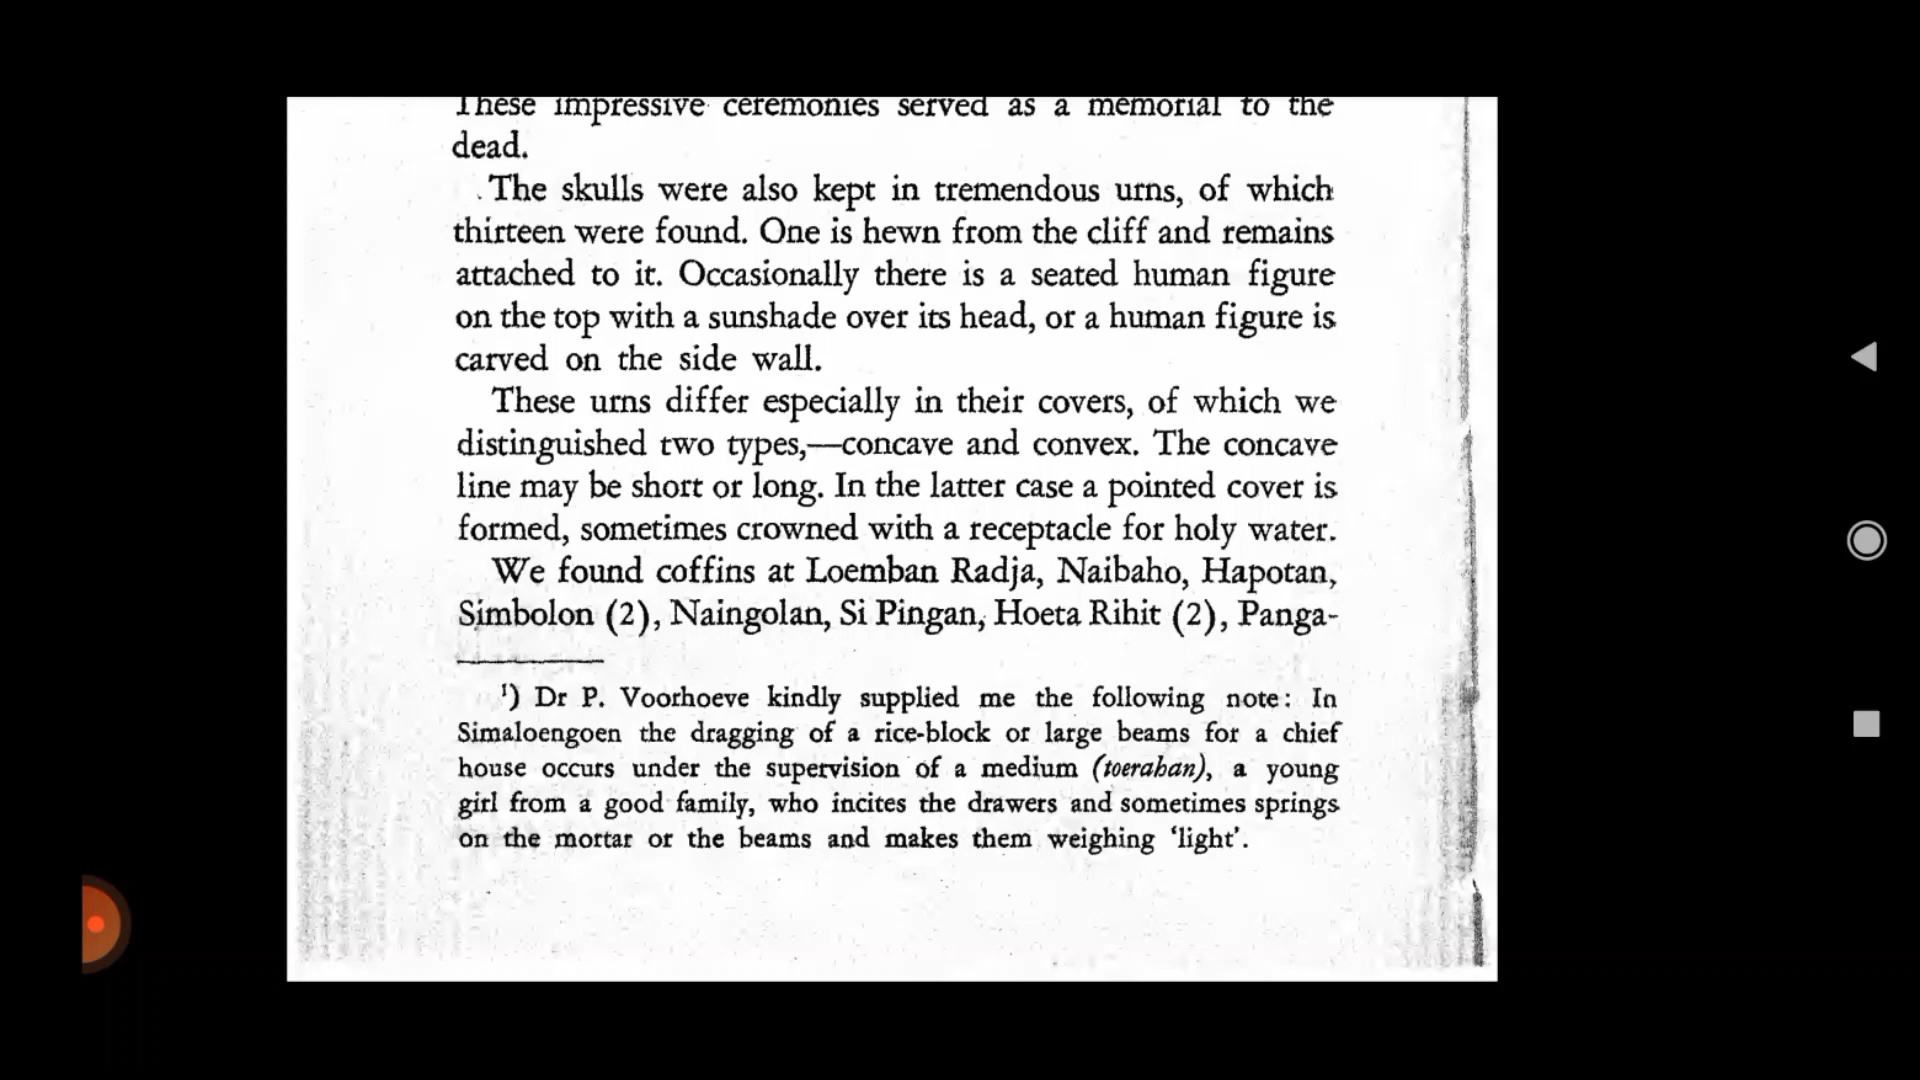 These impressive ceremonies served as a memorial to the
dead.
The skulls were also kept in tremendous urns, of which
thirteen were found. One is hewn from the cliff and remains
attached to it. Occasionally there is a seated human figure
on the top with a sunshade over its head, or a human figure is
carved on the side wall.
These urns differ especially in their covers, of which we
distinguished two types,—concave and convex. The concave
line may be short or long. In the latter case a pointed cover is
formed, sometimes crowned with a receptacle for holy water.
We found coffins at Loemban Radja, Naibaho, Hapotan,
Simbolon (2), Naingolan, Si Pingan, Hoeta Rihit (2), Panga-
¹) Dr P. Voorhoeve kindly supplied me the following note: In
Simaloengoen the dragging of a rice-block or large beams for a chief
house occurs under the supervision of a medium (toerahan), a young
girl from a good family, who incites the drawers and sometimes springs
on the mortar or the beams and makes them weighing ‘light’.